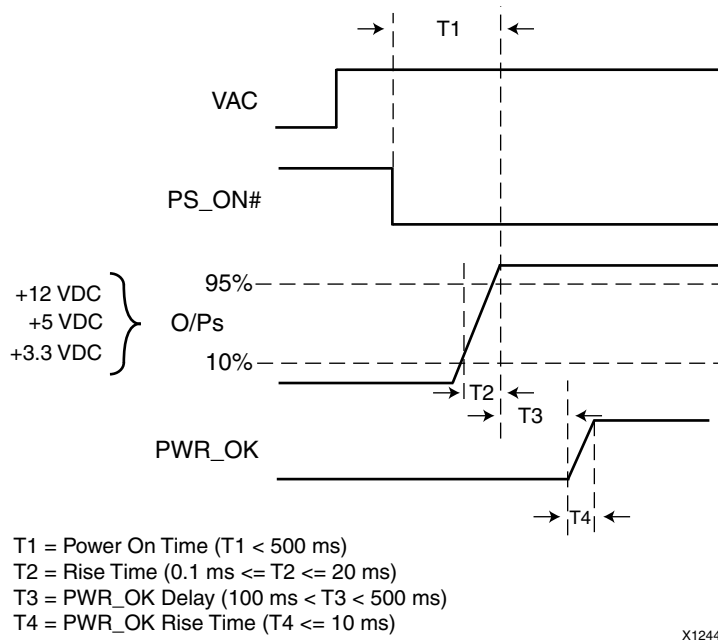 T1
VAC
PS_ON#
95%
+12 VDC
+5 VDC
+3.3 VDC
O/Ps
10%
T2
T3
PWR_OK
T4
T1 = Power On Time (T1 < 500 ms)
T2 = Rise Time (0.1 ms <= T2 <= 20 ms)
T3 = PWR_OK Delay (100 ms < T3 < 500 ms)
T4 = PWR_OK Rise Time (T4 <= 10 ms)
X1244